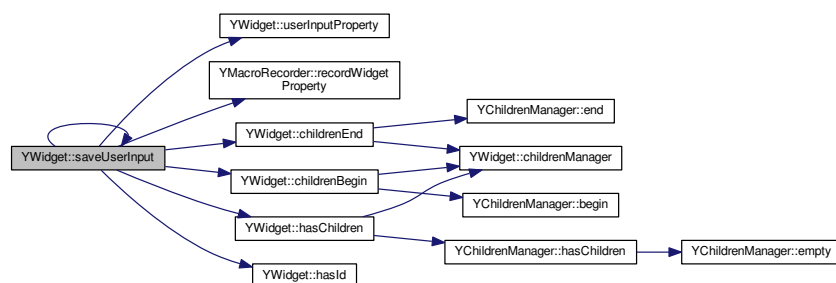 YWidget::userInputProperty
YMacroRecorder::recordWidget
Property
YChildrenManager::end
YWidget::childrenEnd
YWidget::saveUserInput
YWidget::childrenManager
YWidget::childrenBegin
YChildrenManager::begin
YWidget::hasChildren
YChildrenManager::hasChildren
YChildrenManager::empty
YWidget::hasId